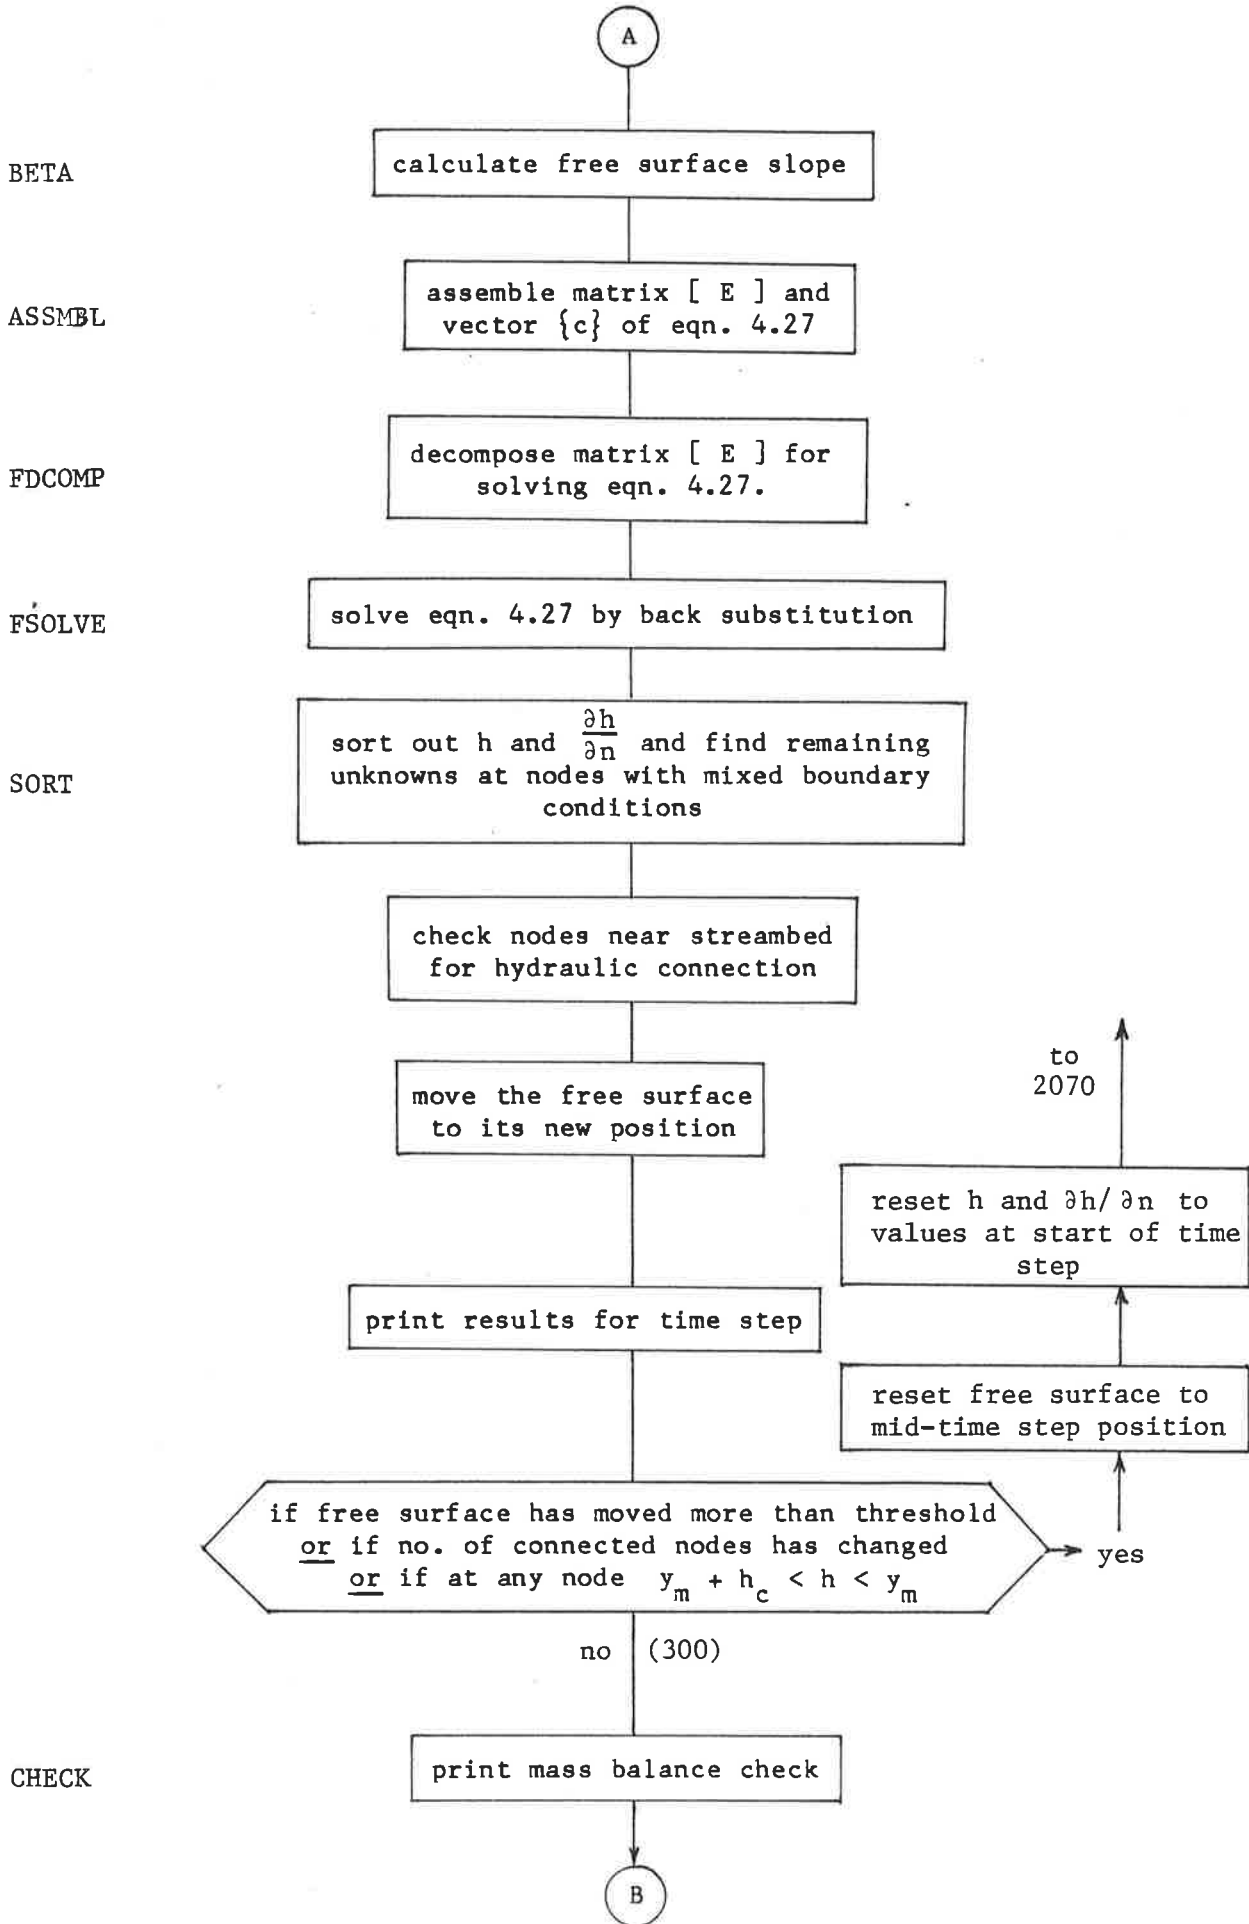 A
BETA
calculate free surface slope
ASSMBL
assemble matrix [ E ] and
vector {c} of eqn. 4.27
FDCOMP
decompose matrix [ E ] for
solving eqn. 4.27.
FSOLVE
solve eqn. 4.27 by back substitution
SORT
sort out h and ∂h/∂n and find remaining
unknowns at nodes with mixed boundary
conditions
check nodes near streambed
for hydraulic connection
move the free surface
to its new position
to
2070
reset h and ∂h/∂n to
values at start of time
step
print results for time step
reset free surface to
mid-time step position
if free surface has moved more than threshold
or if no. of connected nodes has changed
or if at any node y_m + h_c < h < y_m
yes
no (300)
CHECK
print mass balance check
B